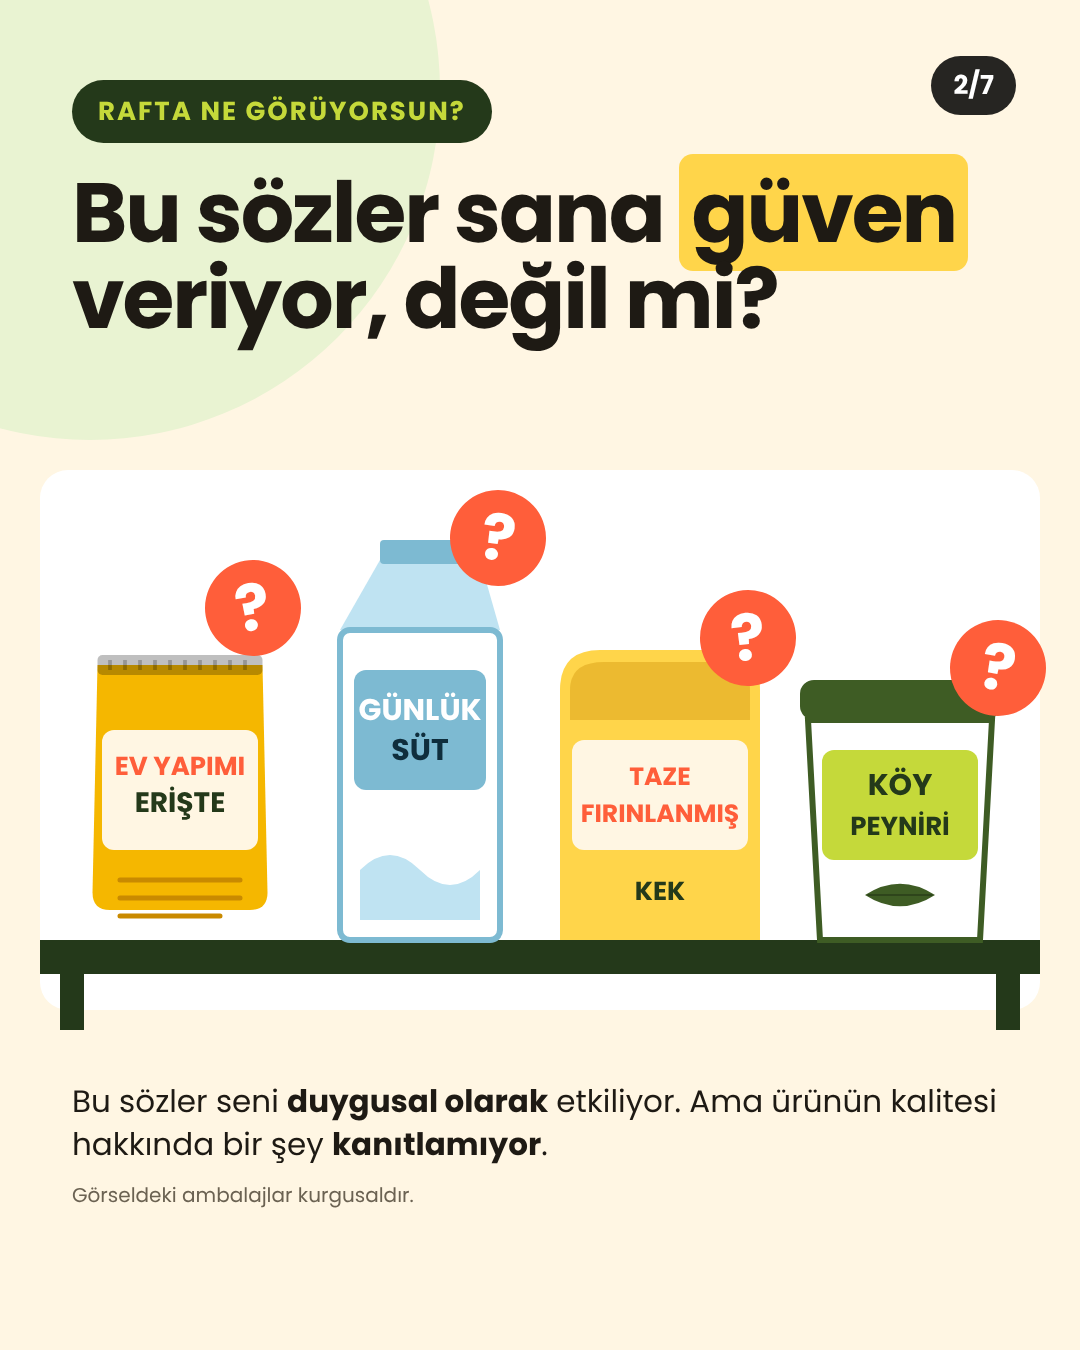 RAFTA NE GÖRÜYORSUN?
2/7
Bu sözler sana güven
veriyor, değil mi?
?
?
?
?
EV YAPIMI
ERİŞTE
GÜNLÜK
SÜT
TAZE
FIRINLANMIŞ
KEK
KÖY
PEYNİRİ
Bu sözler seni duygusal olarak etkiliyor. Ama ürünün kalitesi
hakkında bir şey kanıtlamıyor.
Görseldeki ambalajlar kurgusaldır.